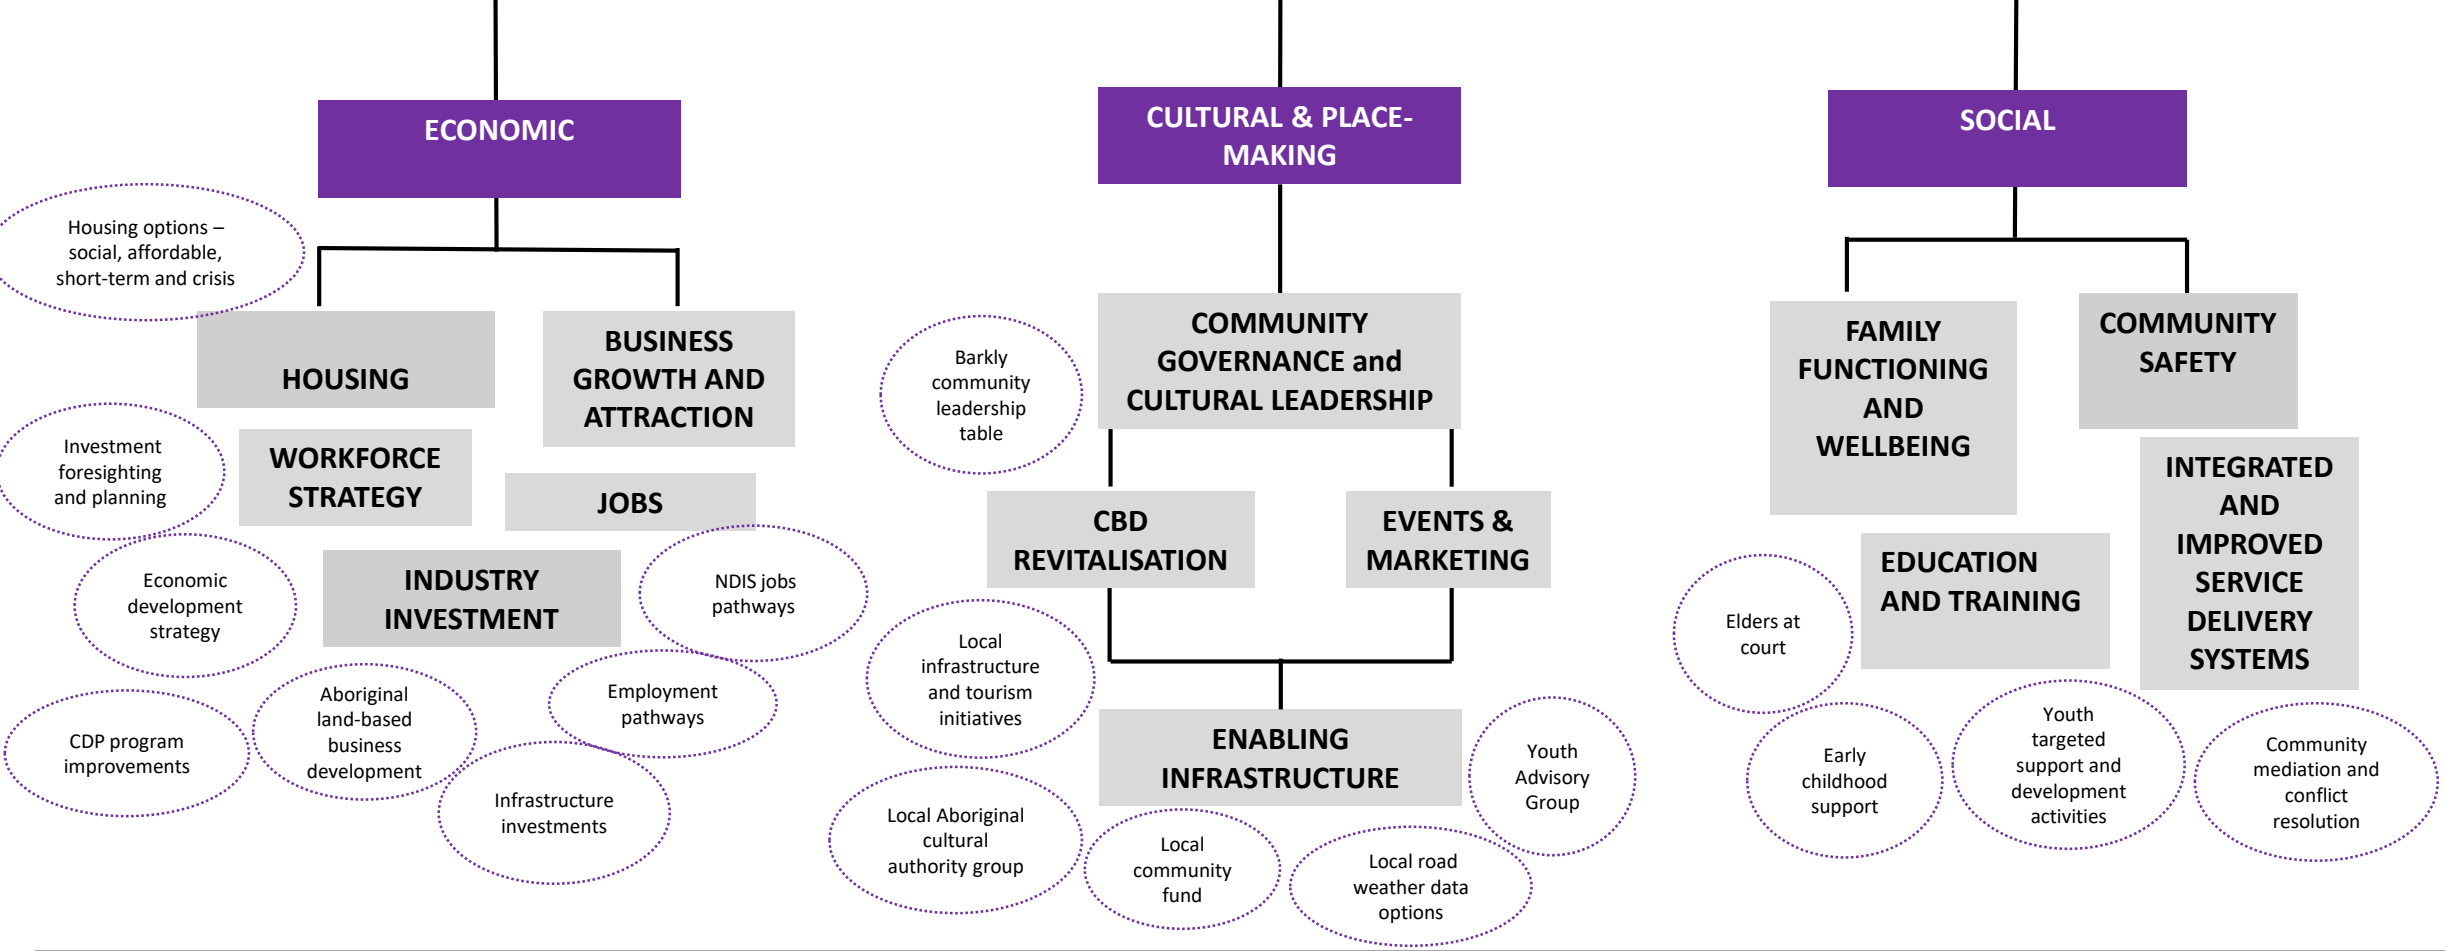 ECONOMIC
Housing options –
social, affordable,
short-term and crisis
HOUSING
BUSINESS
GROWTH AND
ATTRACTION
Investment
foresighting
and planning
WORKFORCE
STRATEGY
JOBS
Economic
development
strategy
INDUSTRY
INVESTMENT
NDIS jobs
pathways
CDP program
improvements
Aboriginal
land-based
business
development
Employment
pathways
Infrastructure
investments
CULTURAL & PLACE-
MAKING
Barkly
community
leadership
table
COMMUNITY
GOVERNANCE and
CULTURAL LEADERSHIP
CBD
REVITALISATION
EVENTS &
MARKETING
Local
infrastructure
and tourism
initiatives
ENABLING
INFRASTRUCTURE
Youth
Advisory
Group
Local Aboriginal
cultural
authority group
Local
community
fund
Local road
weather data
options
SOCIAL
FAMILY
FUNCTIONING
AND
WELLBEING
COMMUNITY
SAFETY
INTEGRATED
AND
IMPROVED
SERVICE
DELIVERY
SYSTEMS
EDUCATION
AND TRAINING
Elders at
court
Early
childhood
support
Youth
targeted
support and
development
activities
Community
mediation and
conflict
resolution